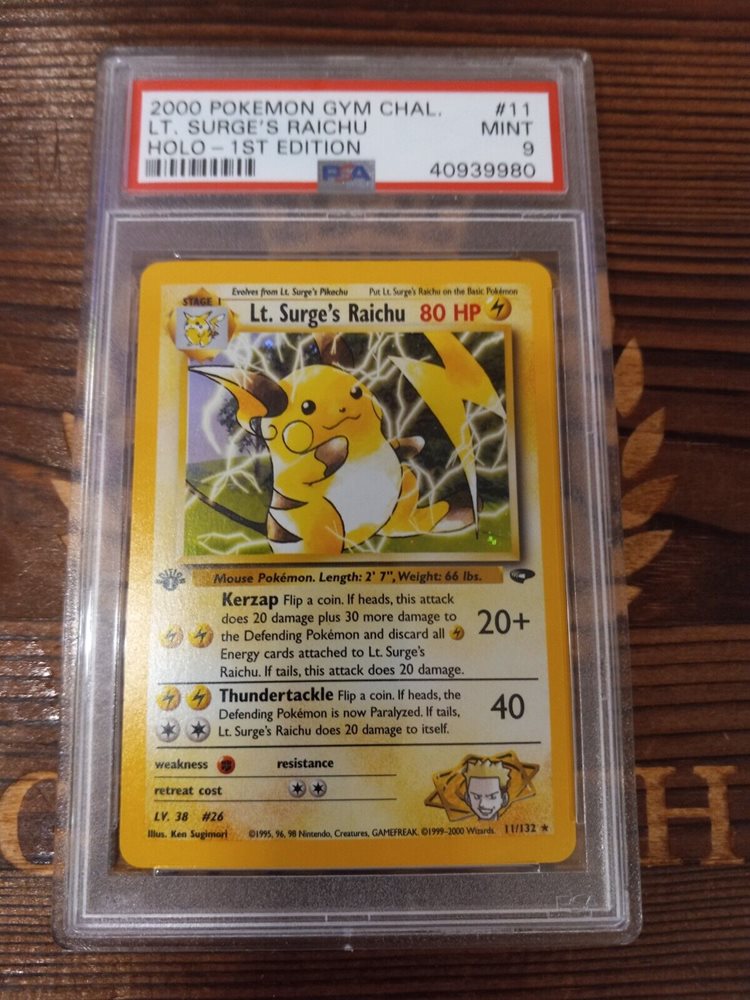 2000 POKEMON GYM CHAL. #11
LT. SURGE'S RAICHU MINT
HOLO - 1ST EDITION 9
PSA 40939980
STAGE 1 Evolves from Lt. Surge's Pikachu Put Lt. Surge's Raichu on the Basic Pokémon
Lt. Surge's Raichu 80 HP
EDITION 1
Mouse Pokémon. Length: 2' 7", Weight: 66 lbs.
Kerzap Flip a coin. If heads, this attack
does 20 damage plus 30 more damage to
the Defending Pokémon and discard all
Energy cards attached to Lt. Surge's
Raichu. If tails, this attack does 20 damage.
20+
Thundertackle Flip a coin. If heads, the
Defending Pokémon is now Paralyzed. If tails,
Lt. Surge's Raichu does 20 damage to itself.
40
weakness resistance
retreat cost
LV. 38 #26
Illus. Ken Sugimori ©1995, 96, 98 Nintendo, Creatures, GAMEFREAK. ©1999-2000 Wizards. 11/132 ★